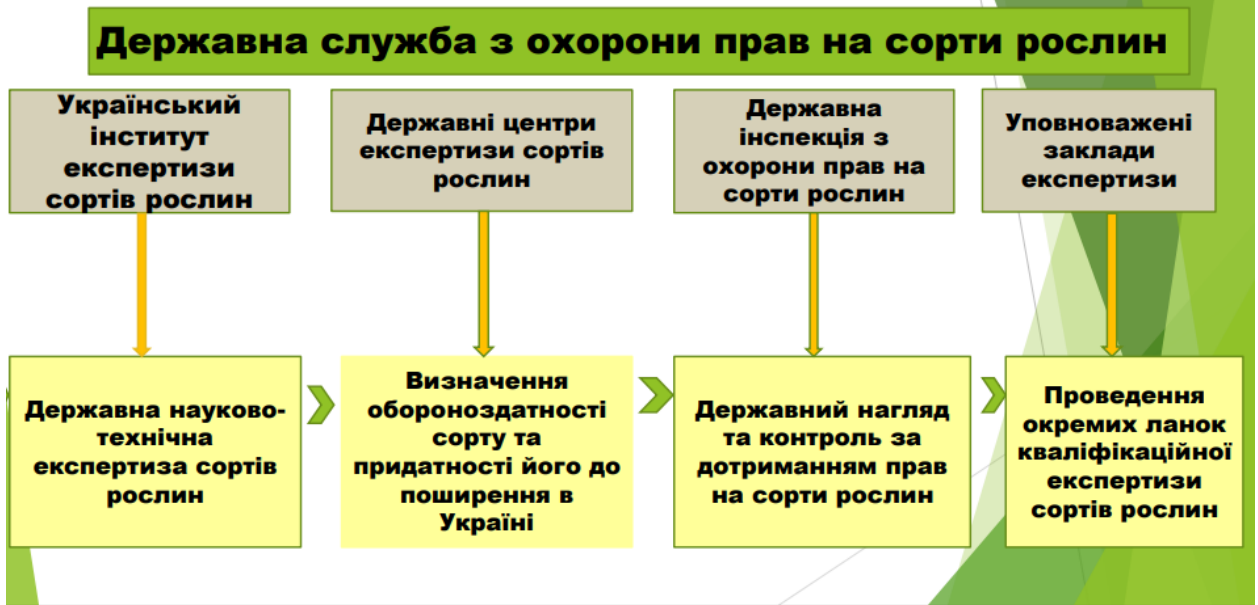 Державна служба з охорони прав на сорти рослин
Український
інститут
експертизи
сортів рослин
Державні центри
експертизи сортів
рослин
Державна
інспекція з
охорони прав на
сорти рослин
Уповноважені
заклади
експертизи
Державна науково-
технічна
експертиза сортів
рослин
Визначення
обороноздатності
сорту та
придатності його до
поширення в
Україні
Державний нагляд
та контроль за
дотриманням прав
на сорти рослин
Проведення
окремих ланок
кваліфікаційної
експертизи
сортів рослин